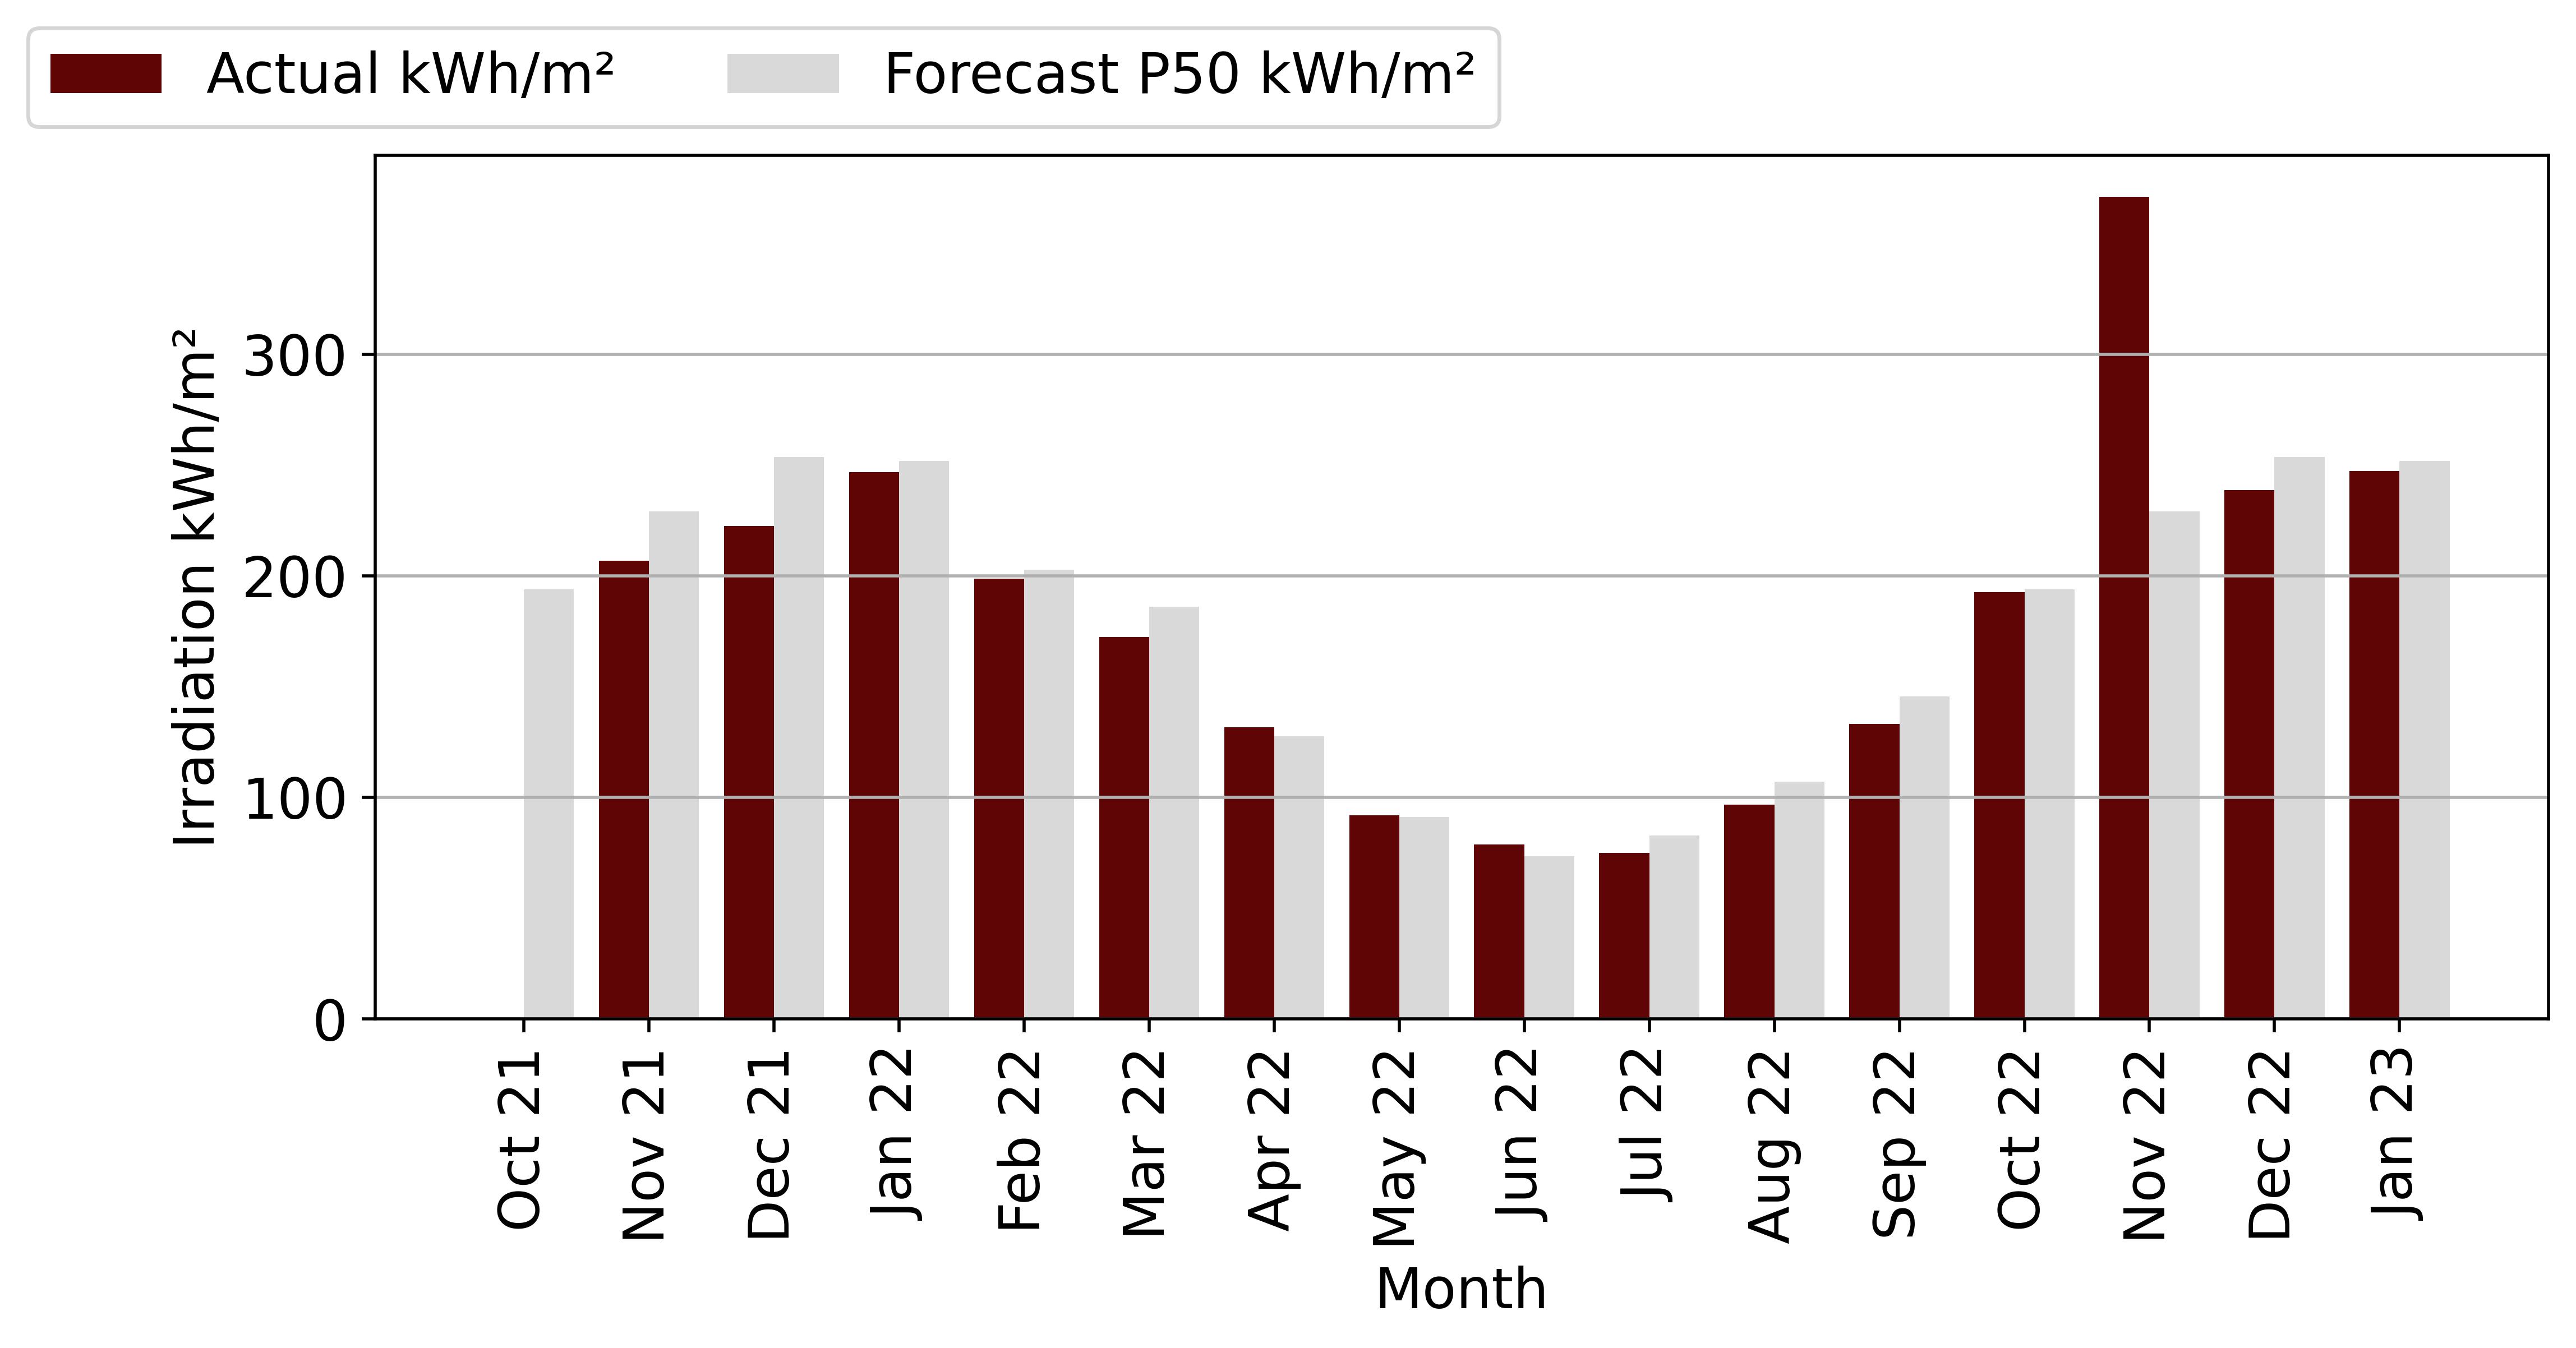 Actual kWh/m² Forecast P50 kWh/m²
Irradiation kWh/m²
300
200
100
0
Oct 21
Nov 21
Dec 21
Jan 22
Feb 22
Mar 22
Apr 22
May 22
Jun 22
Jul 22
Aug 22
Sep 22
Oct 22
Nov 22
Dec 22
Jan 23
Month